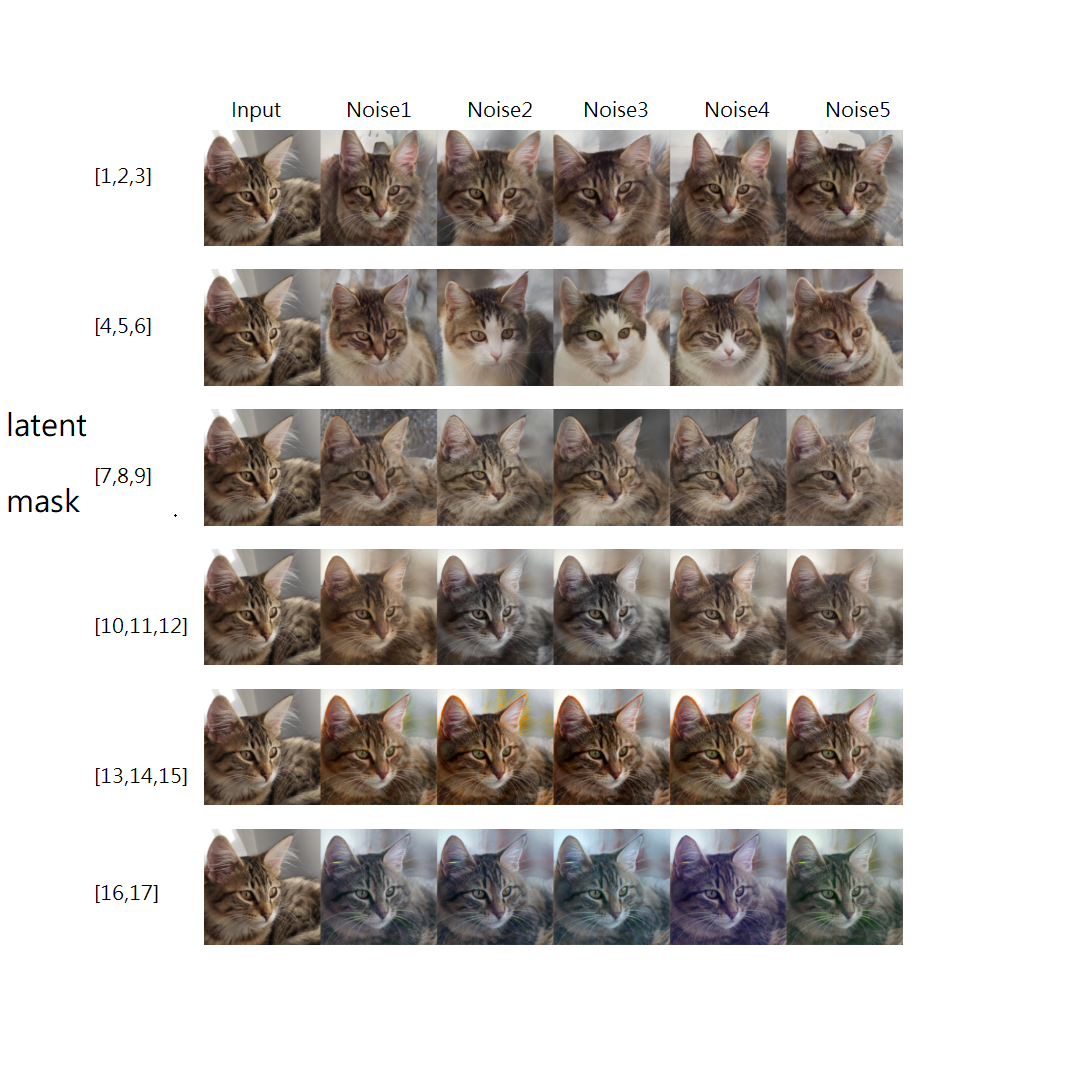 Input Noise1 Noise2 Noise3 Noise4 Noise5
[1,2,3]
[4,5,6]
latent
[7,8,9]
mask
[10,11,12]
[13,14,15]
[16,17]